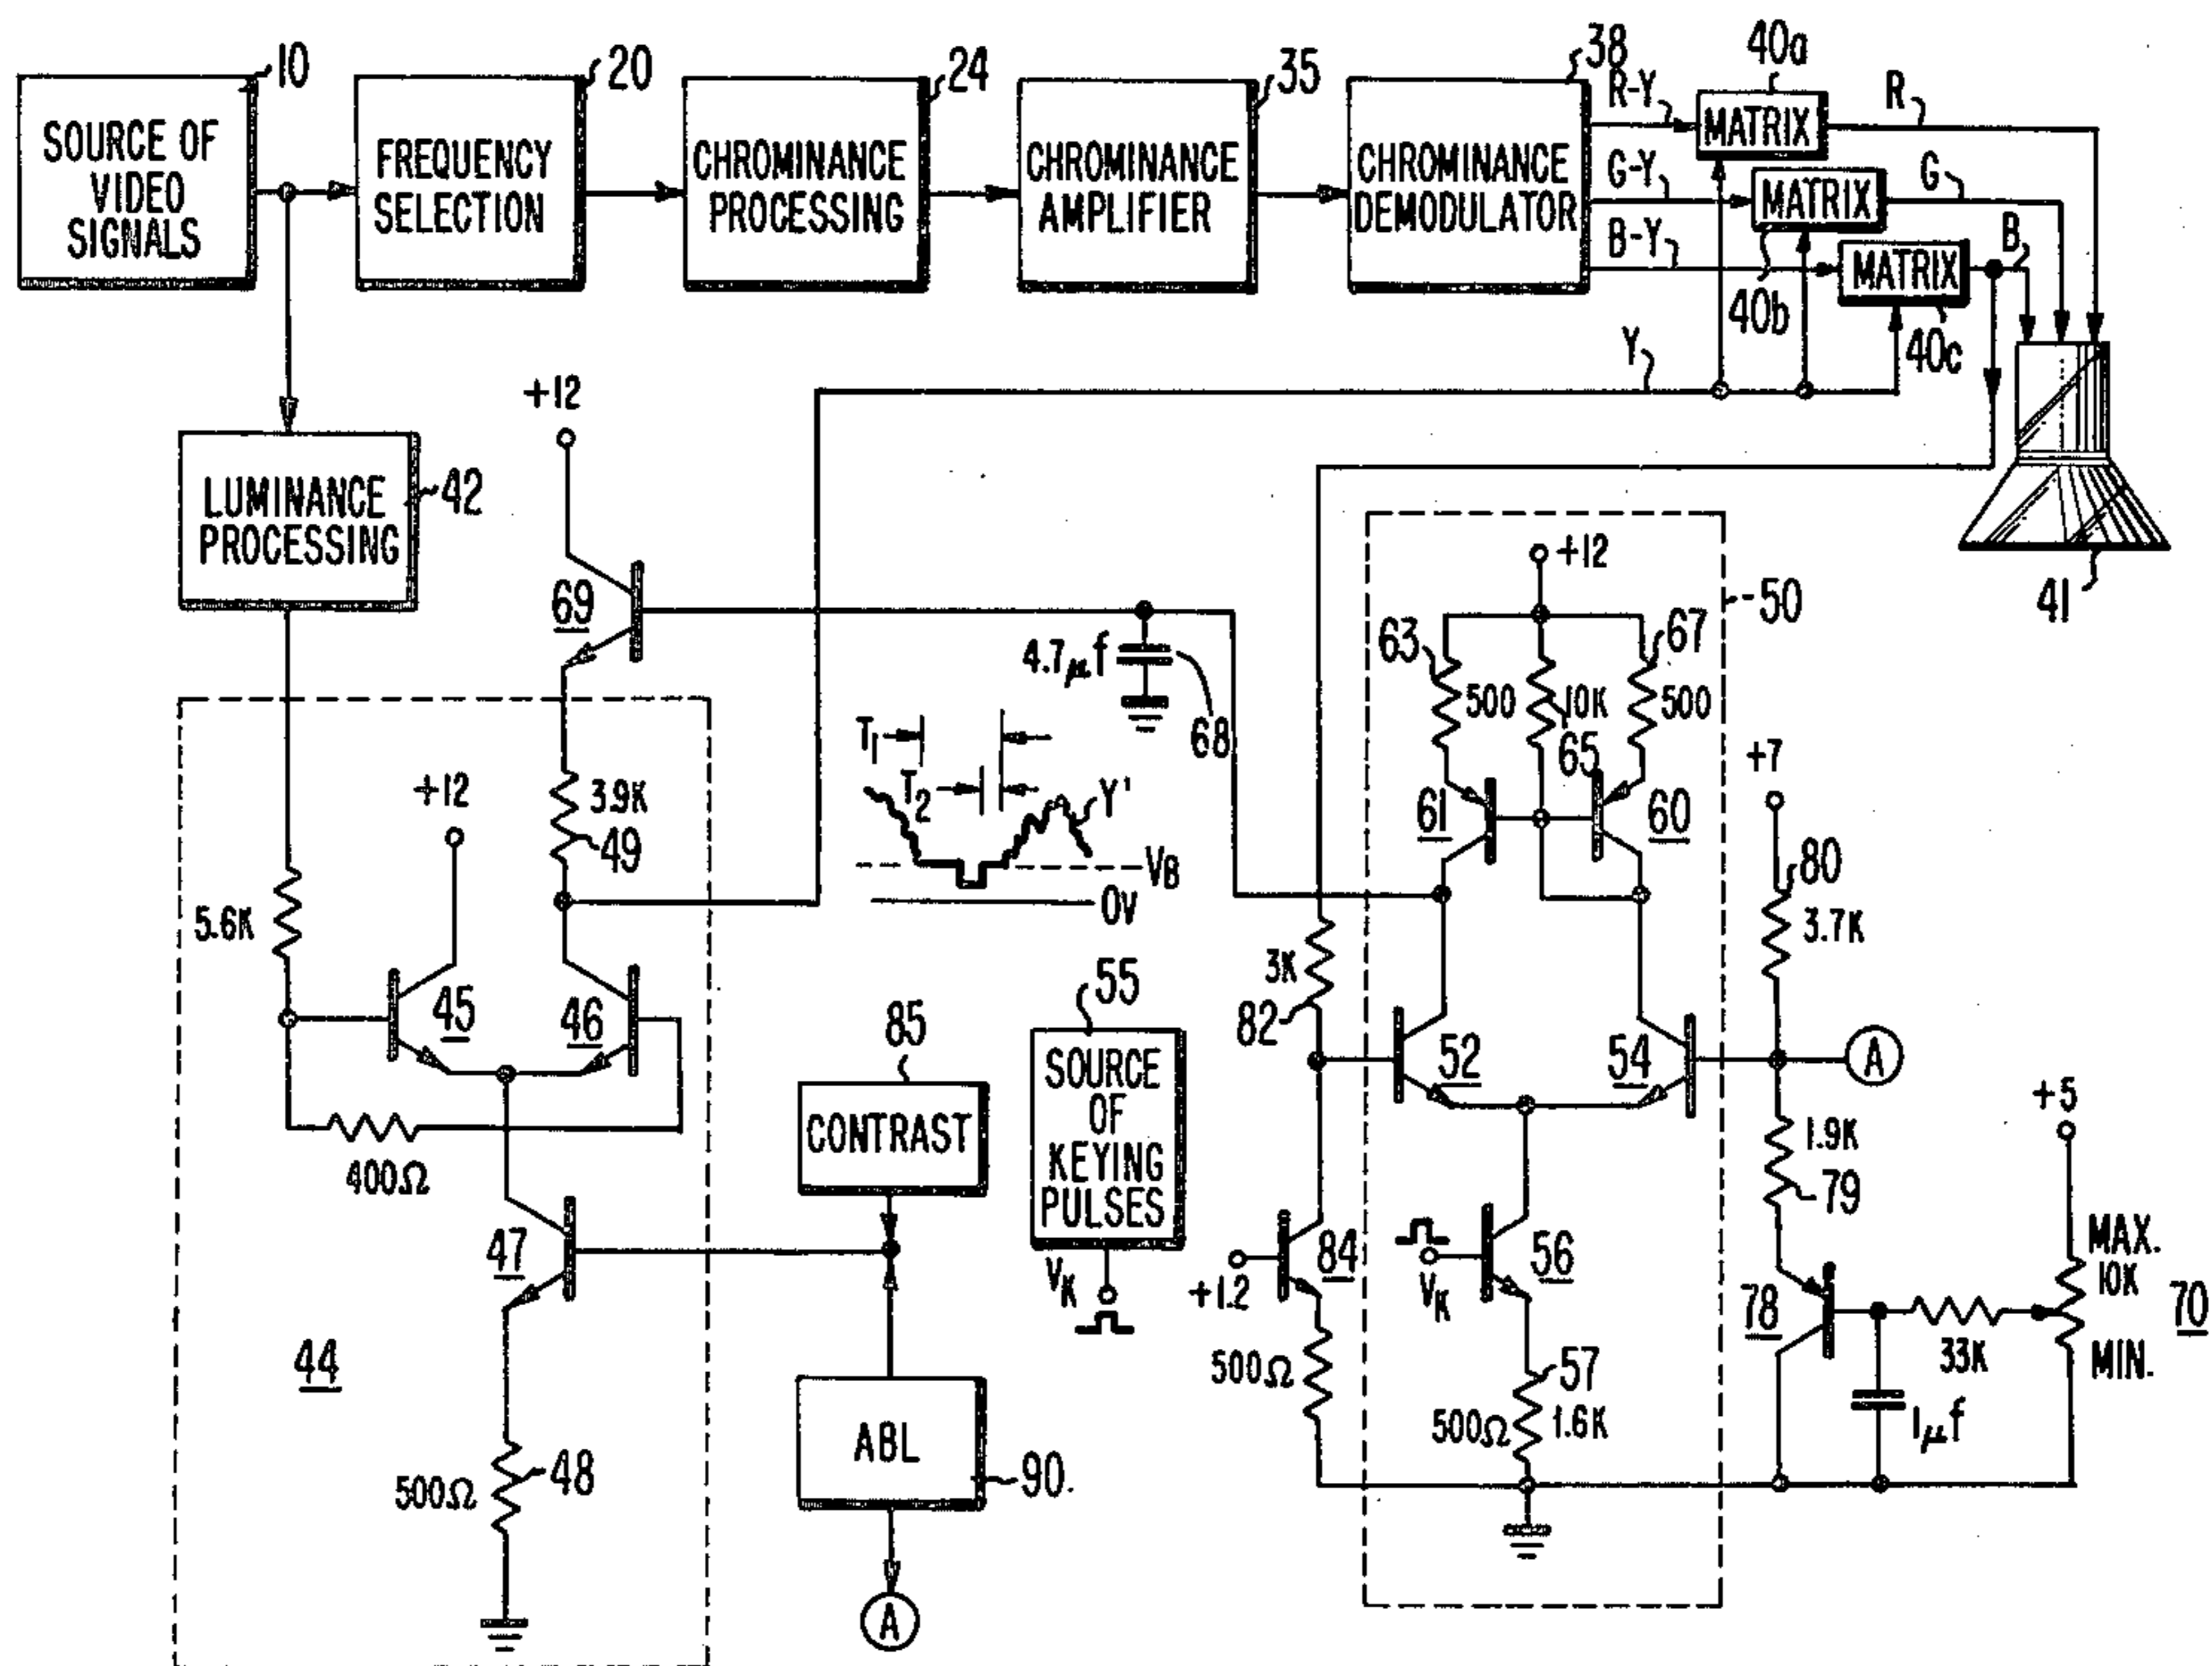 10
SOURCE OF
VIDEO
SIGNALS
20
FREQUENCY
SELECTION
24
CHROMINANCE
PROCESSING
35
CHROMINANCE
AMPLIFIER
38
CHROMINANCE
DEMODULATOR
R-Y
G-Y
B-Y
40a
MATRIX
R
MATRIX
G
40b
MATRIX
B
40c
Y
41
+12
LUMINANCE
PROCESSING
42
69
4.7μf
68
+12
50
63
500
10K
65
67
500
61
60
T1
T2
Y'
VB
0V
3.9K
49
+12
5.6K
45
46
400Ω
47
44
500Ω
48
85
CONTRAST
ABL
90
A
55
SOURCE
OF
KEYING
PULSES
VK
3K
82
52
54
+7
80
3.7K
A
1.9K
79
+5
MAX.
10K
70
MIN.
84
+1.2
500Ω
VK
56
57
500Ω
1.6K
78
33K
1μf